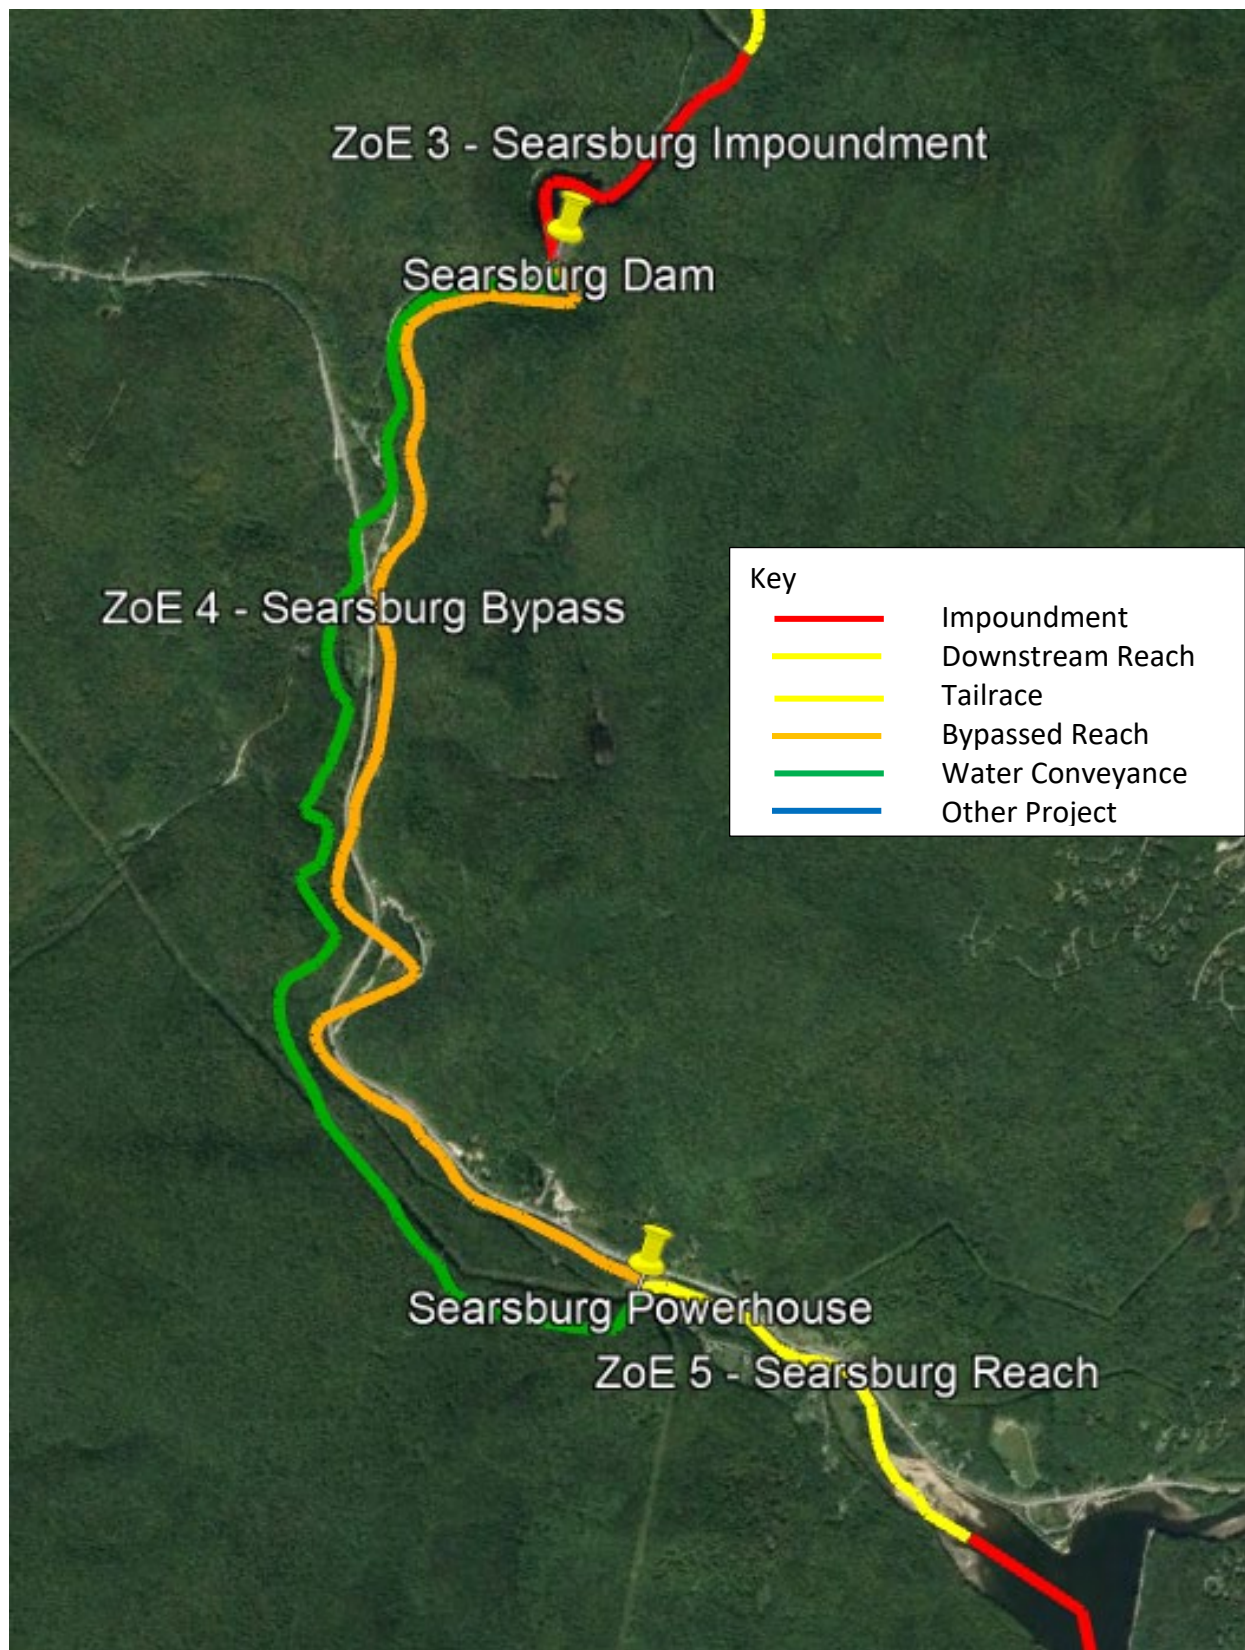 ZoE 3 - Searsburg Impoundment
Searsburg Dam
Key
Impoundment
ZoE 4 - Searsburg Bypass
Downstream Reach
Tailrace
Bypassed Reach
Water Conveyance
Other Project
Searsburg Powerhouse
ZoE 5 - Searsburg Reach